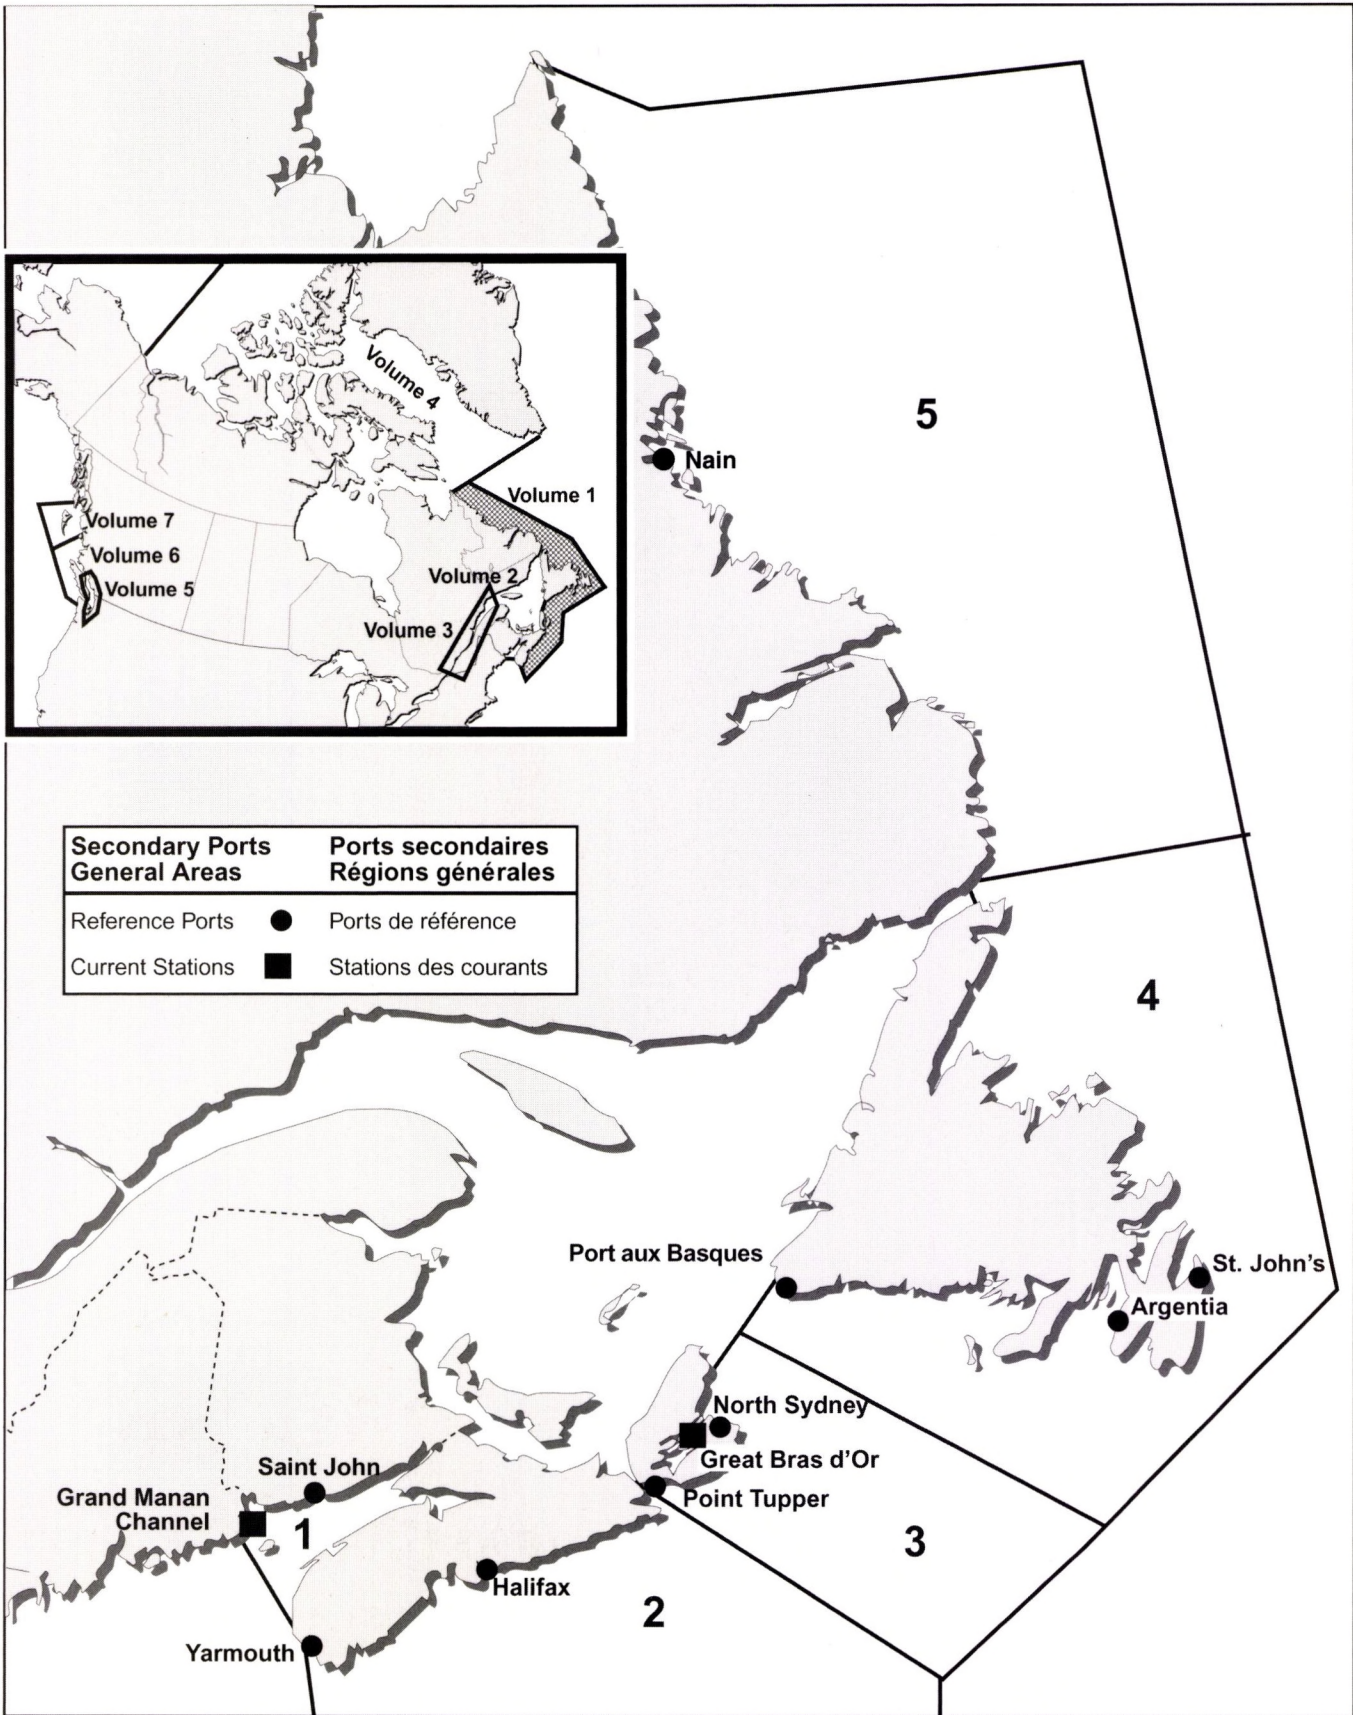 Volume 4
Volume 1
Volume 7
Volume 6
Volume 2
Volume 5
Volume 3
5
Nain
Secondary Ports Ports secondaires
General Areas Régions générales
Reference Ports Ports de référence
Current Stations Stations des courants
4
Port aux Basques
St. John's
Argentia
North Sydney
Great Bras d'Or
Saint John
Point Tupper
Grand Manan
Channel
1
3
Halifax
2
Yarmouth